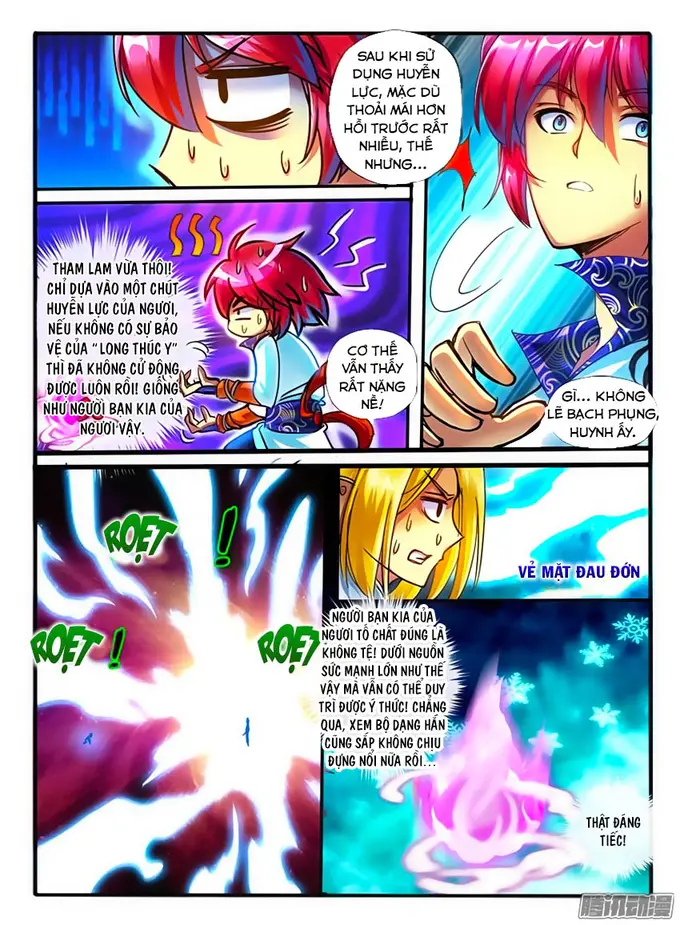 SAU KHI SỬ
DỤNG HUYỄN
LỰC, MẶC DÙ
THOẢI MÁI HƠN
HỒI TRƯỚC RẤT
NHIỀU, THẾ
NHƯNG...
THAM LAM VỪA THÔI!
CHỈ DỰA VÀO MỘT CHÚT
HUYỄN LỰC CỦA NGƯƠI,
NẾU KHÔNG CÓ SỰ BẢO
VỆ CỦA “LONG THÚC Y”
THÌ ĐÃ KHÔNG CỬ ĐỘNG
ĐƯỢC LUÔN RỒI! GIỐNG
NHƯ NGƯỜI BẠN KIA CỦA
NGƯƠI VẬY.
CƠ THỂ
VẪN THẤY
RẤT NẶNG
NỀ!
GÌ... KHÔNG
LẼ BẠCH PHỤNG,
HUYNH ẤY.
ROẸT !
ROẸT !
ROẸT
VẺ MẶT ĐAU ĐỚN
NGƯỜI BẠN KIA CỦA
NGƯƠI TỐ CHẤT ĐÚNG LÀ
KHÔNG TỆ! DƯỚI NGUỒN
SỨC MẠNH LỚN NHƯ THẾ
VẬY MÀ VẪN CÓ THỂ DUY
TRÌ ĐƯỢC Ý THỨC! CHẲNG
QUA, XEM BỘ DẠNG HẮN
CŨNG SẮP KHÔNG CHỊU
ĐỰNG NỔI NỮA RỒI...
THẬT ĐÁNG
TIẾC!
腾讯动漫